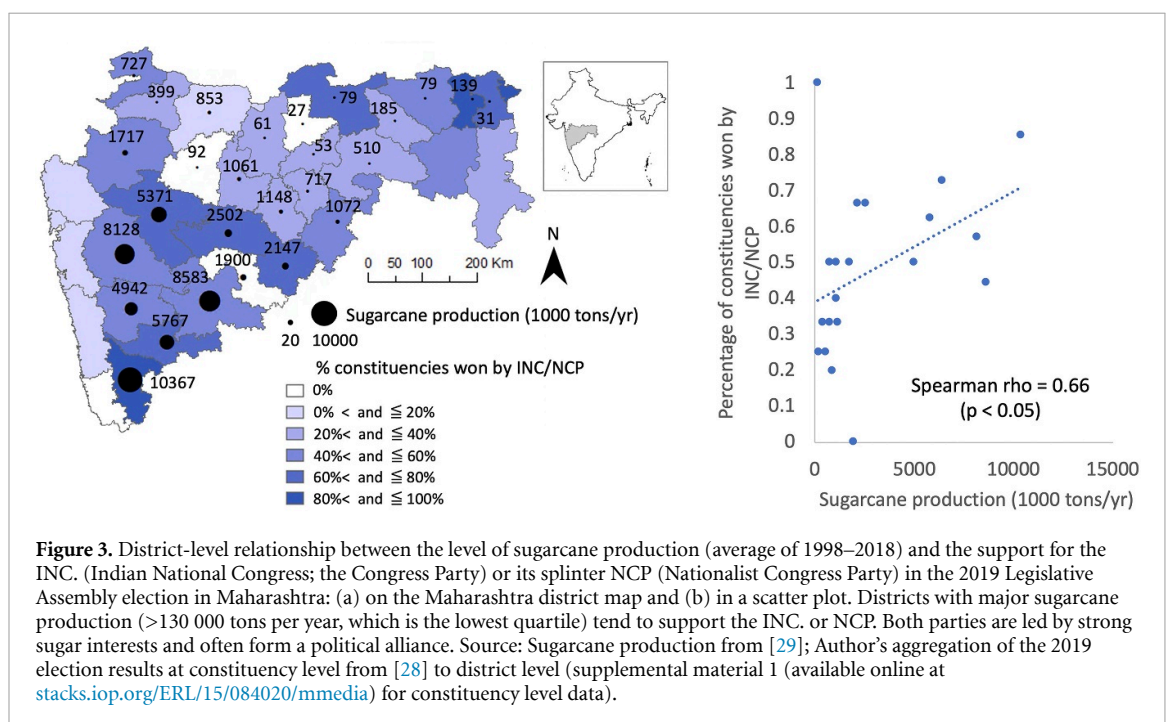 727
399
853
79
139
27
79
185
31
61
1717
92
53
510
1061
717
5371
1148
1072
2502
8128
2147
1900
8583
4942
5767
10367
N
0 50 100 200 Km
Sugarcane production (1000 tons/yr)
20 10000
% constituencies won by INC/NCP
0%
0% < and ≦ 20%
20%< and ≦ 40%
40%< and ≦ 60%
60%< and ≦ 80%
80%< and ≦ 100%
Percentage of constituencies won by
INC/NCP
1
0.9
0.8
0.7
0.6
0.5
0.4
0.3
0.2
0.1
0
Spearman rho = 0.66
(p < 0.05)
0 5000 10000 15000
Sugarcane production (1000 tons/yr)
Figure 3. District-level relationship between the level of sugarcane production (average of 1998–2018) and the support for the
INC. (Indian National Congress; the Congress Party) or its splinter NCP (Nationalist Congress Party) in the 2019 Legislative
Assembly election in Maharashtra: (a) on the Maharashtra district map and (b) in a scatter plot. Districts with major sugarcane
production (>130 000 tons per year, which is the lowest quartile) tend to support the INC. or NCP. Both parties are led by strong
sugar interests and often form a political alliance. Source: Sugarcane production from [29]; Author's aggregation of the 2019
election results at constituency level from [28] to district level (supplemental material 1 (available online at
stacks.iop.org/ERL/15/084020/mmedia) for constituency level data).